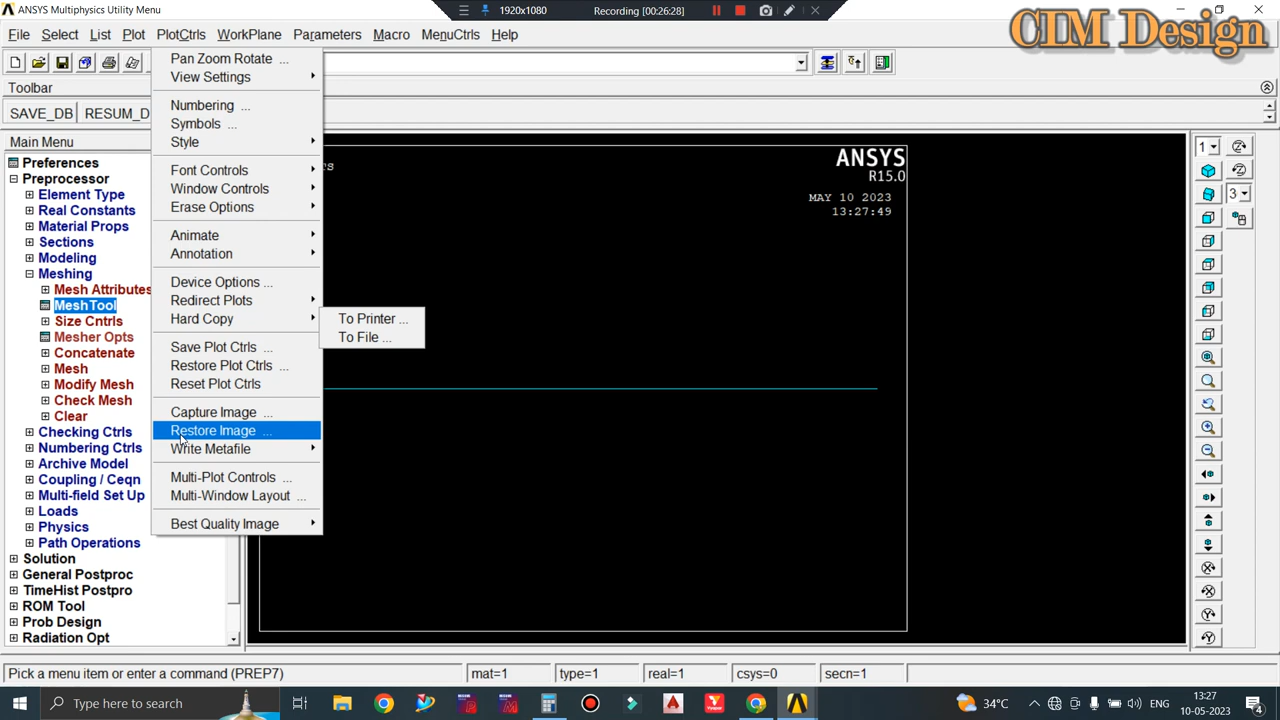 ANSYS Multiphysics Utility Menu
1920x1080
Recording [00:26:28]
CIM Design
File Select List Plot PlotCtrls WorkPlane Parameters Macro MenuCtrls Help
Toolbar
SAVE_DB RESUM_D
Main Menu
Preferences
Preprocessor
Element Type
Real Constants
Material Props
Sections
Modeling
Meshing
Mesh Attributes
MeshTool
Size Cntrls
Mesher Opts
Concatenate
Mesh
Modify Mesh
Check Mesh
Clear
Checking Ctrls
Numbering Ctrls
Archive Model
Coupling / Ceqn
Multi-field Set Up
Loads
Physics
Path Operations
Solution
General Postproc
TimeHist Postpro
ROM Tool
Prob Design
Radiation Opt
Pan Zoom Rotate ...
View Settings
Numbering ...
Symbols ...
Style
Font Controls
Window Controls
Erase Options
Animate
Annotation
Device Options ...
Redirect Plots
Hard Copy
Save Plot Ctrls ...
Restore Plot Ctrls ...
Reset Plot Ctrls
Capture Image ...
Restore Image ...
Write Metafile
Multi-Plot Controls ...
Multi-Window Layout ...
Best Quality Image
To Printer ...
To File ...
ANSYS
R15.0
MAY 10 2023
13:27:49
1
3
Pick a menu item or enter a command (PREP7)
mat=1
type=1
real=1
csys=0
secn=1
Type here to search
34°C
ENG
13:27
10-05-2023
4